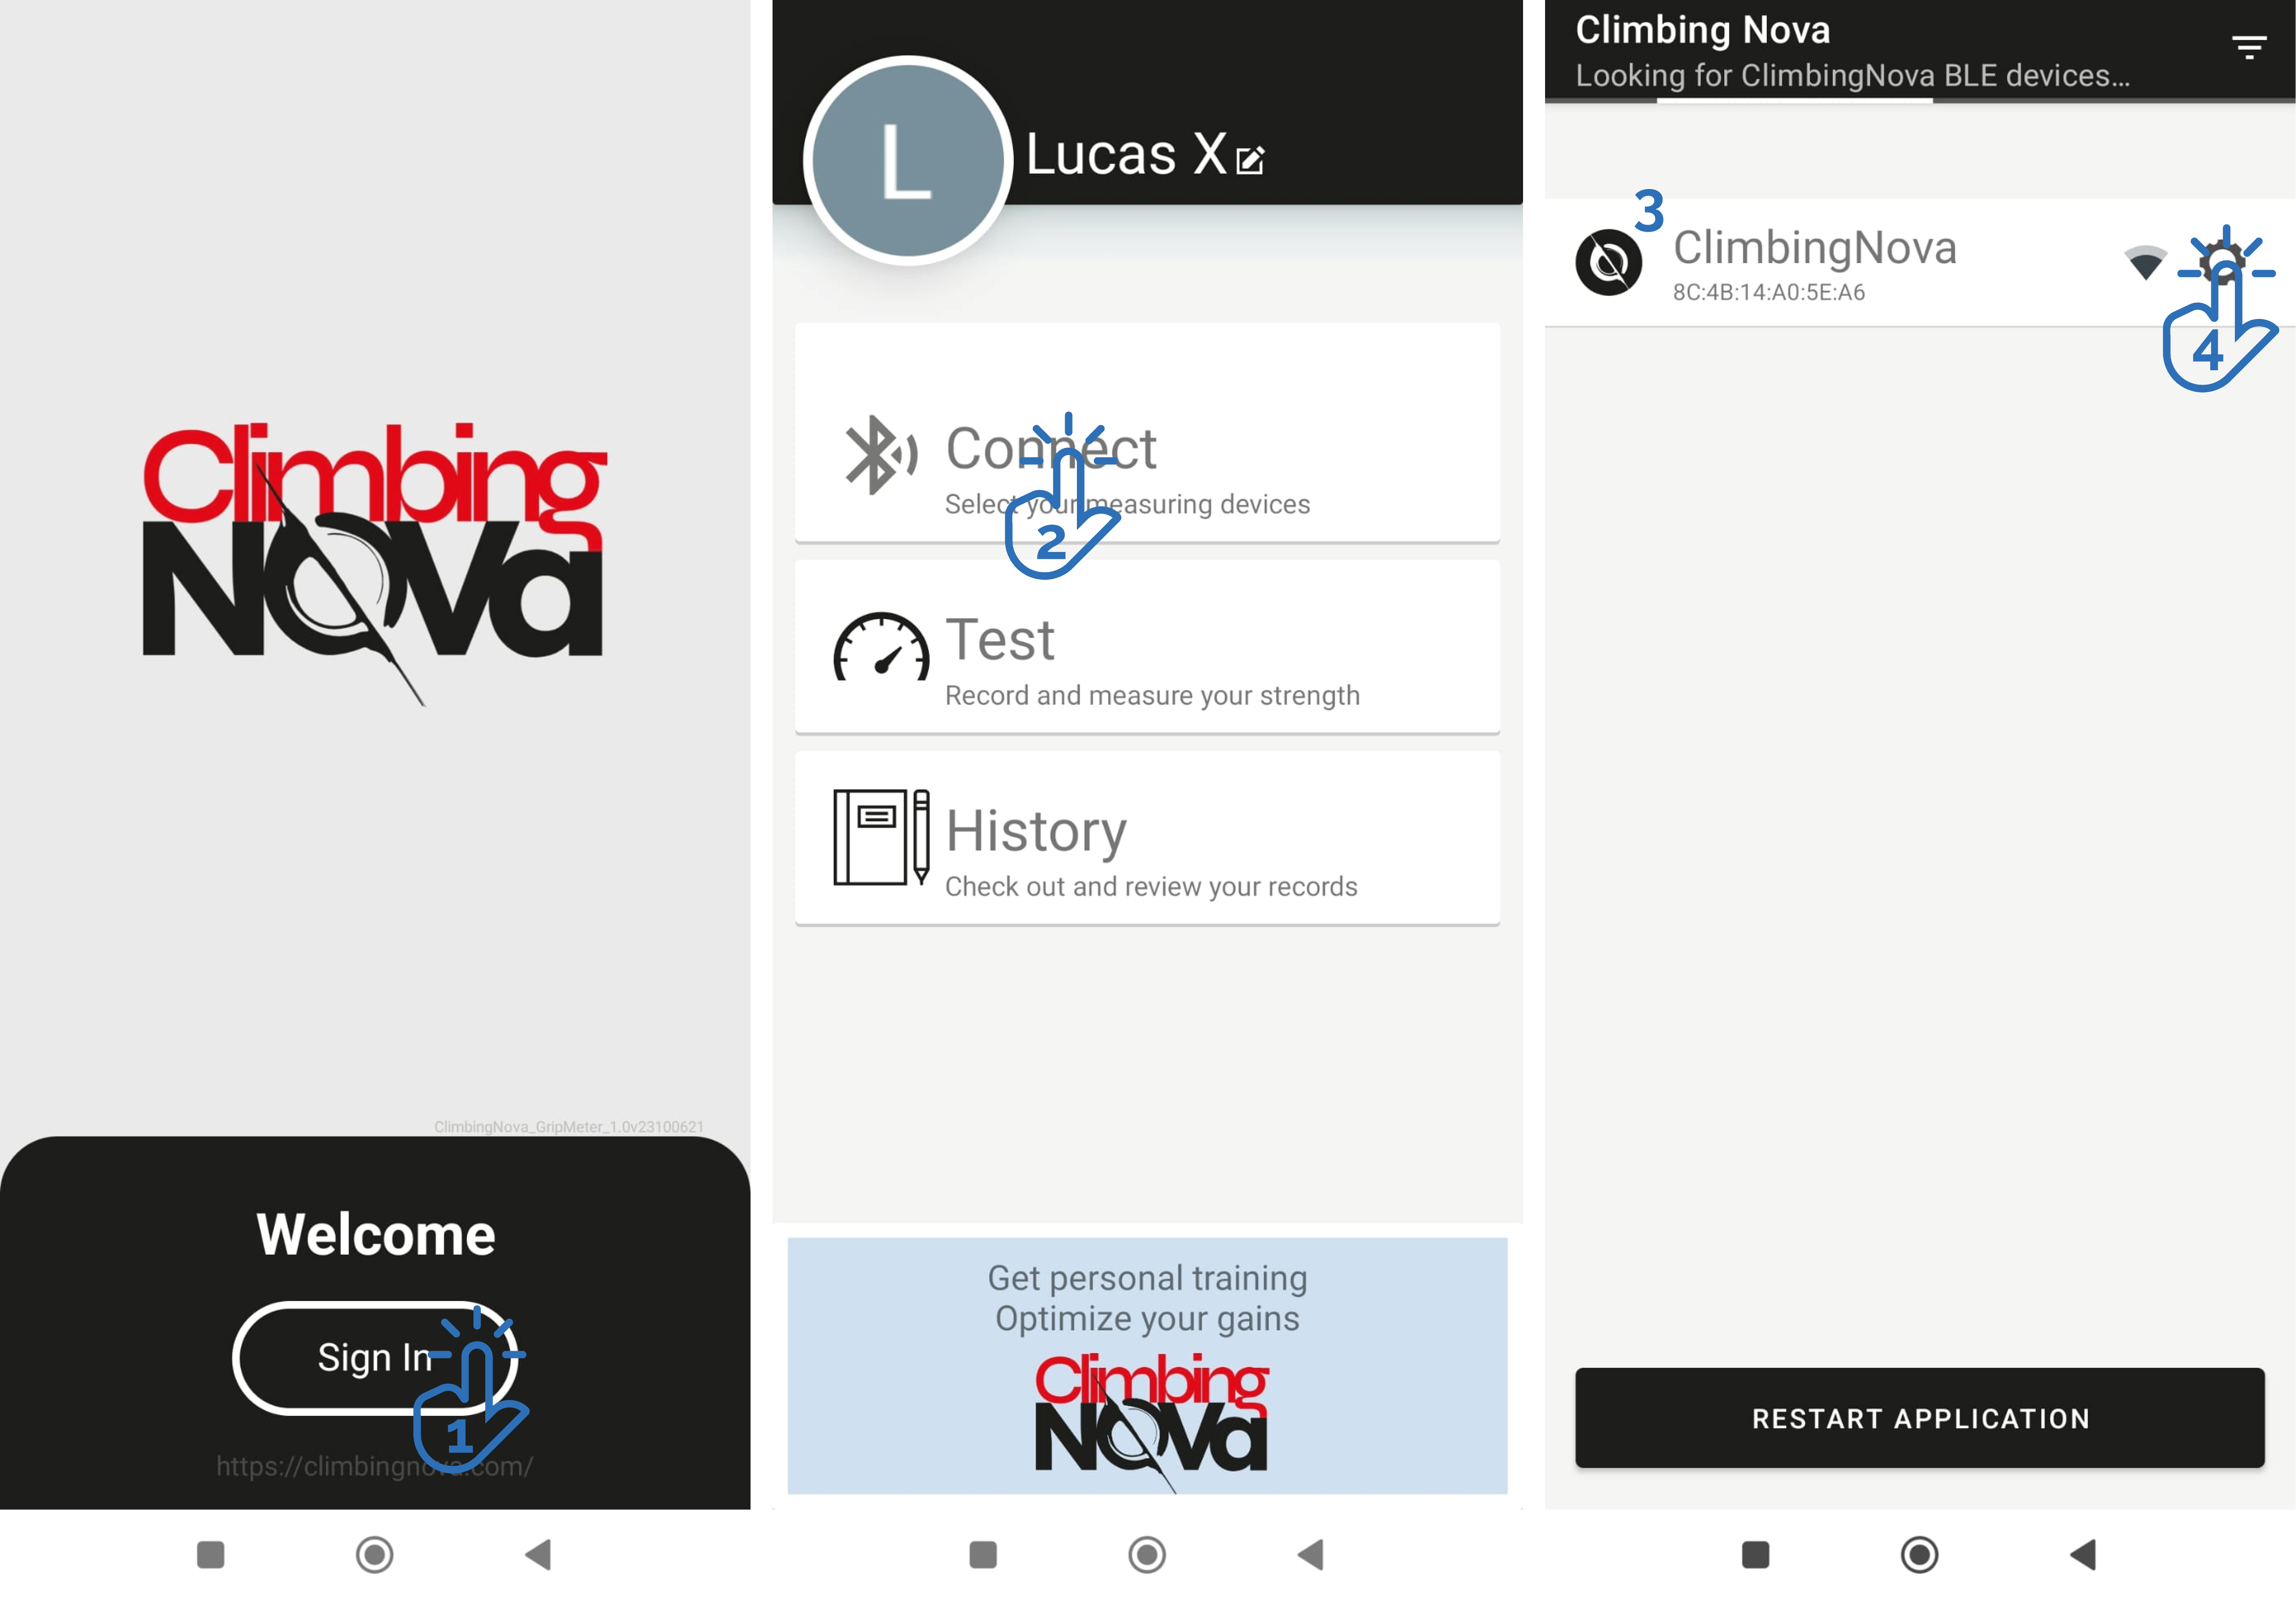 Climbing
Nova
ClimbingNova_GripMeter_1.0v23100621
Welcome
Sign In
1
https://climbingnova.com/
L
Lucas X
Connect
Select your measuring devices
2
Test
Record and measure your strength
History
Check out and review your records
Get personal training
Optimize your gains
Climbing
Nova
Climbing Nova
Looking for ClimbingNova BLE devices...
3
ClimbingNova
8C:4B:14:A0:5E:A6
4
RESTART APPLICATION